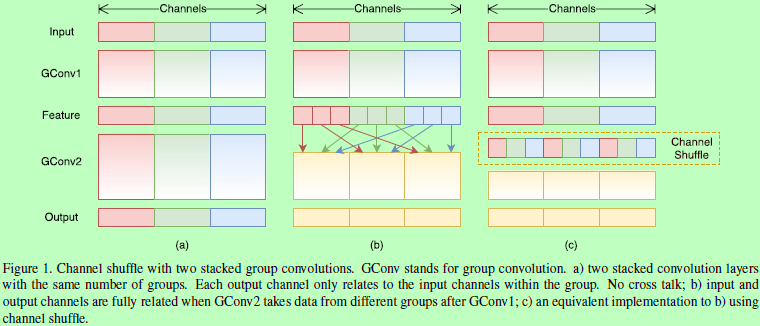 Channels Channels Channels
Input
GConv1
Feature
Channel
Shuffle
GConv2
Output
(a) (b) (c)
Figure 1. Channel shuffle with two stacked group convolutions. GConv stands for group convolution. a) two stacked convolution layers
with the same number of groups. Each output channel only relates to the input channels within the group. No cross talk; b) input and
output channels are fully related when GConv2 takes data from different groups after GConv1; c) an equivalent implementation to b) using
channel shuffle.